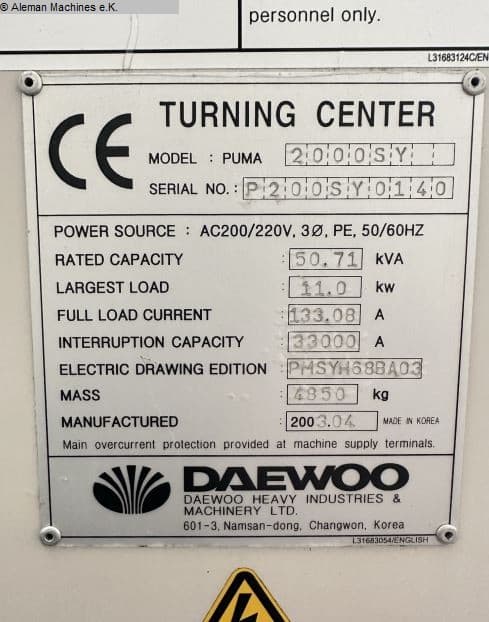 © Aleman Machines e.K.
personnel only.
L31683124C/EN
CE TURNING CENTER
MODEL : PUMA 2000SY
SERIAL NO. : P200SY0140
POWER SOURCE : AC200/220V, 3Ø, PE, 50/60HZ
RATED CAPACITY : 50.71 kVA
LARGEST LOAD : 11.0 kw
FULL LOAD CURRENT : 133.08 A
INTERRUPTION CAPACITY : 33000 A
ELECTRIC DRAWING EDITION : PMSYH68BA03
MASS : 4850 kg
MANUFACTURED : 2003.04 MADE IN KOREA
Main overcurrent protection provided at machine supply terminals.
DAEWOO
DAEWOO HEAVY INDUSTRIES &
MACHINERY LTD.
601-3, Namsan-dong, Changwon, Korea
L31683054/ENGLISH